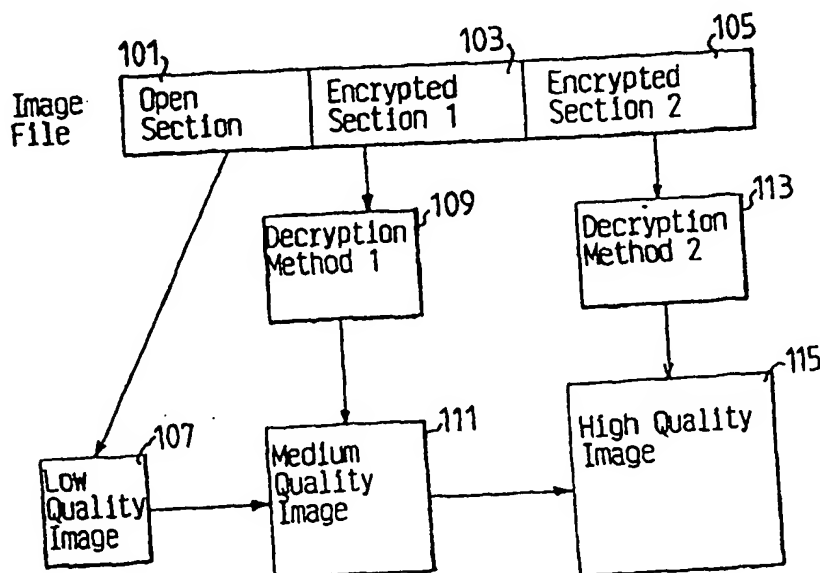 101
103
105
Image
File
Open
Section
Encrypted
Section 1
Encrypted
Section 2
109
Decryption
Method 1
113
Decryption
Method 2
107
Low
Quality
Image
111
Medium
Quality
Image
115
High Quality
Image